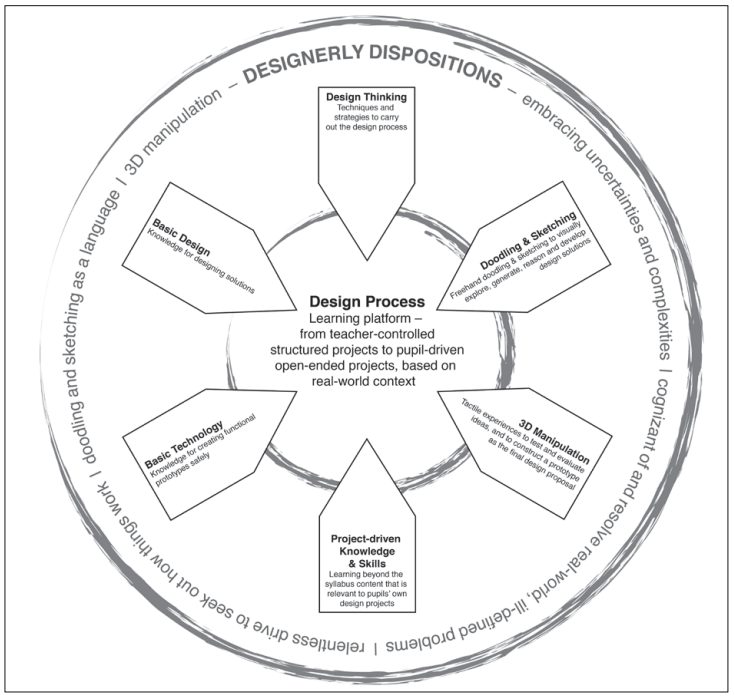 DESIGNERLY DISPOSITIONS – embracing uncertainties and complexities | cognizant of and resolve real-world, ill-defined problems | relentless drive to seek out how things work | doodling and sketching as a language | 3D manipulation –
Design Thinking
Techniques and
strategies to carry
out the design process
Doodling & Sketching
Freehand doodling & sketching to visually
explore, generate, reason and develop
design solutions
3D Manipulation
Tactile experiences to test and evaluate
ideas, and to construct a prototype
as the final design proposal
Project-driven
Knowledge
& Skills
Learning beyond the
syllabus content that is
relevant to pupils' own
design projects
Basic Technology
Knowledge for creating functional
prototypes safely
Basic Design
Knowledge for designing solutions
Design Process
Learning platform –
from teacher-controlled
structured projects to pupil-driven
open-ended projects, based on
real-world context